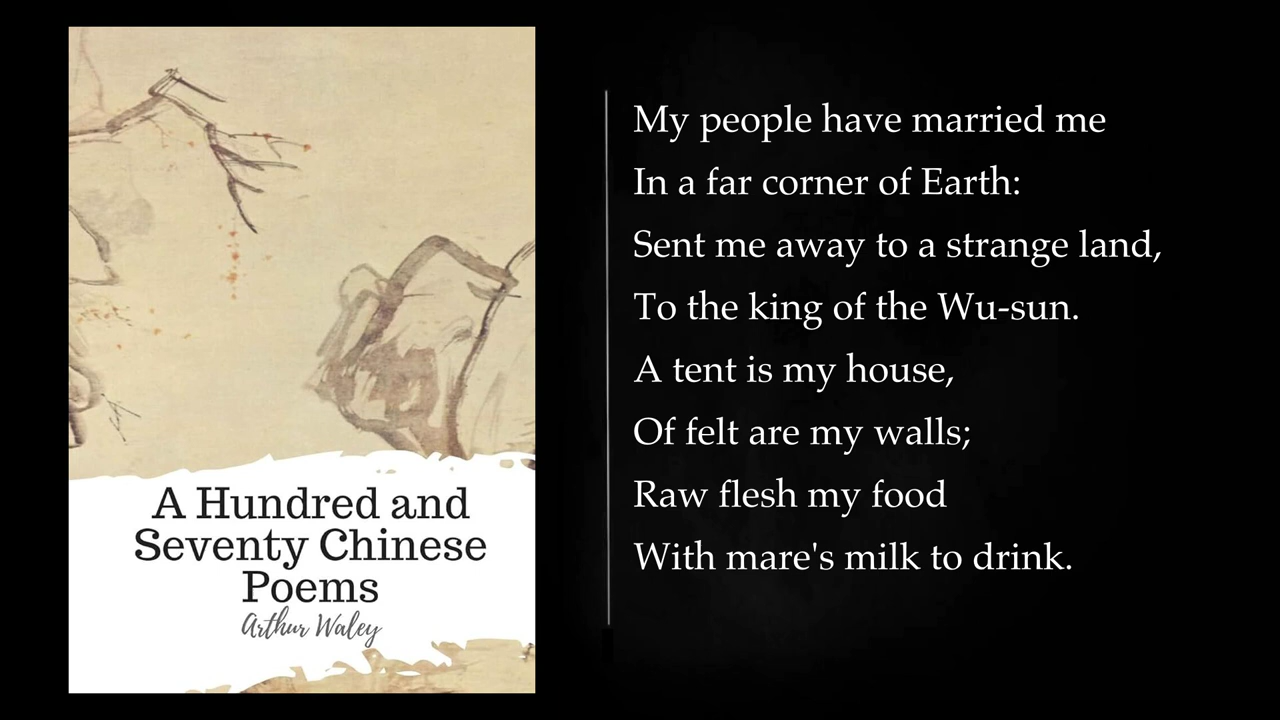 A Hundred and
Seventy Chinese
Poems
Arthur Waley
My people have married me
In a far corner of Earth:
Sent me away to a strange land,
To the king of the Wu-sun.
A tent is my house,
Of felt are my walls;
Raw flesh my food
With mare's milk to drink.